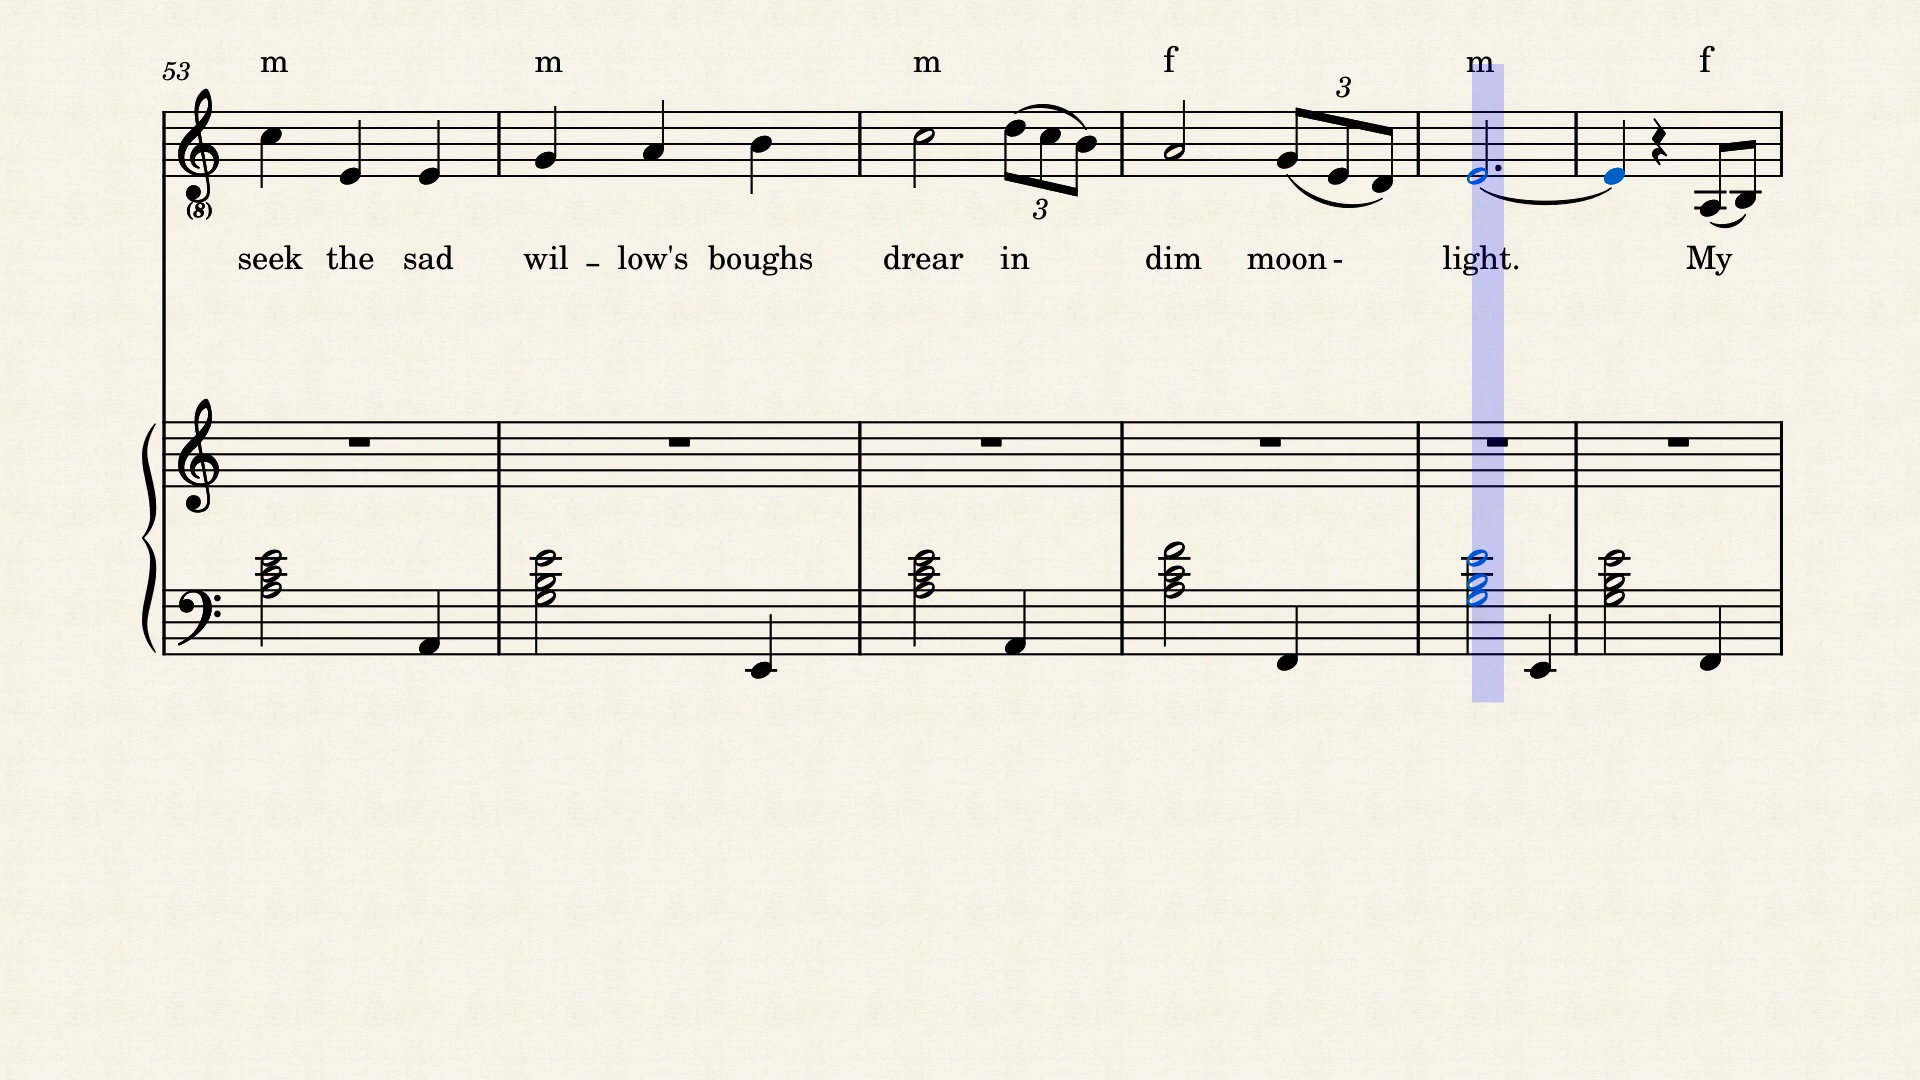 53 m m m f m f
3
(8)
3
seek the sad wil - low's boughs drear in dim moon - light. My